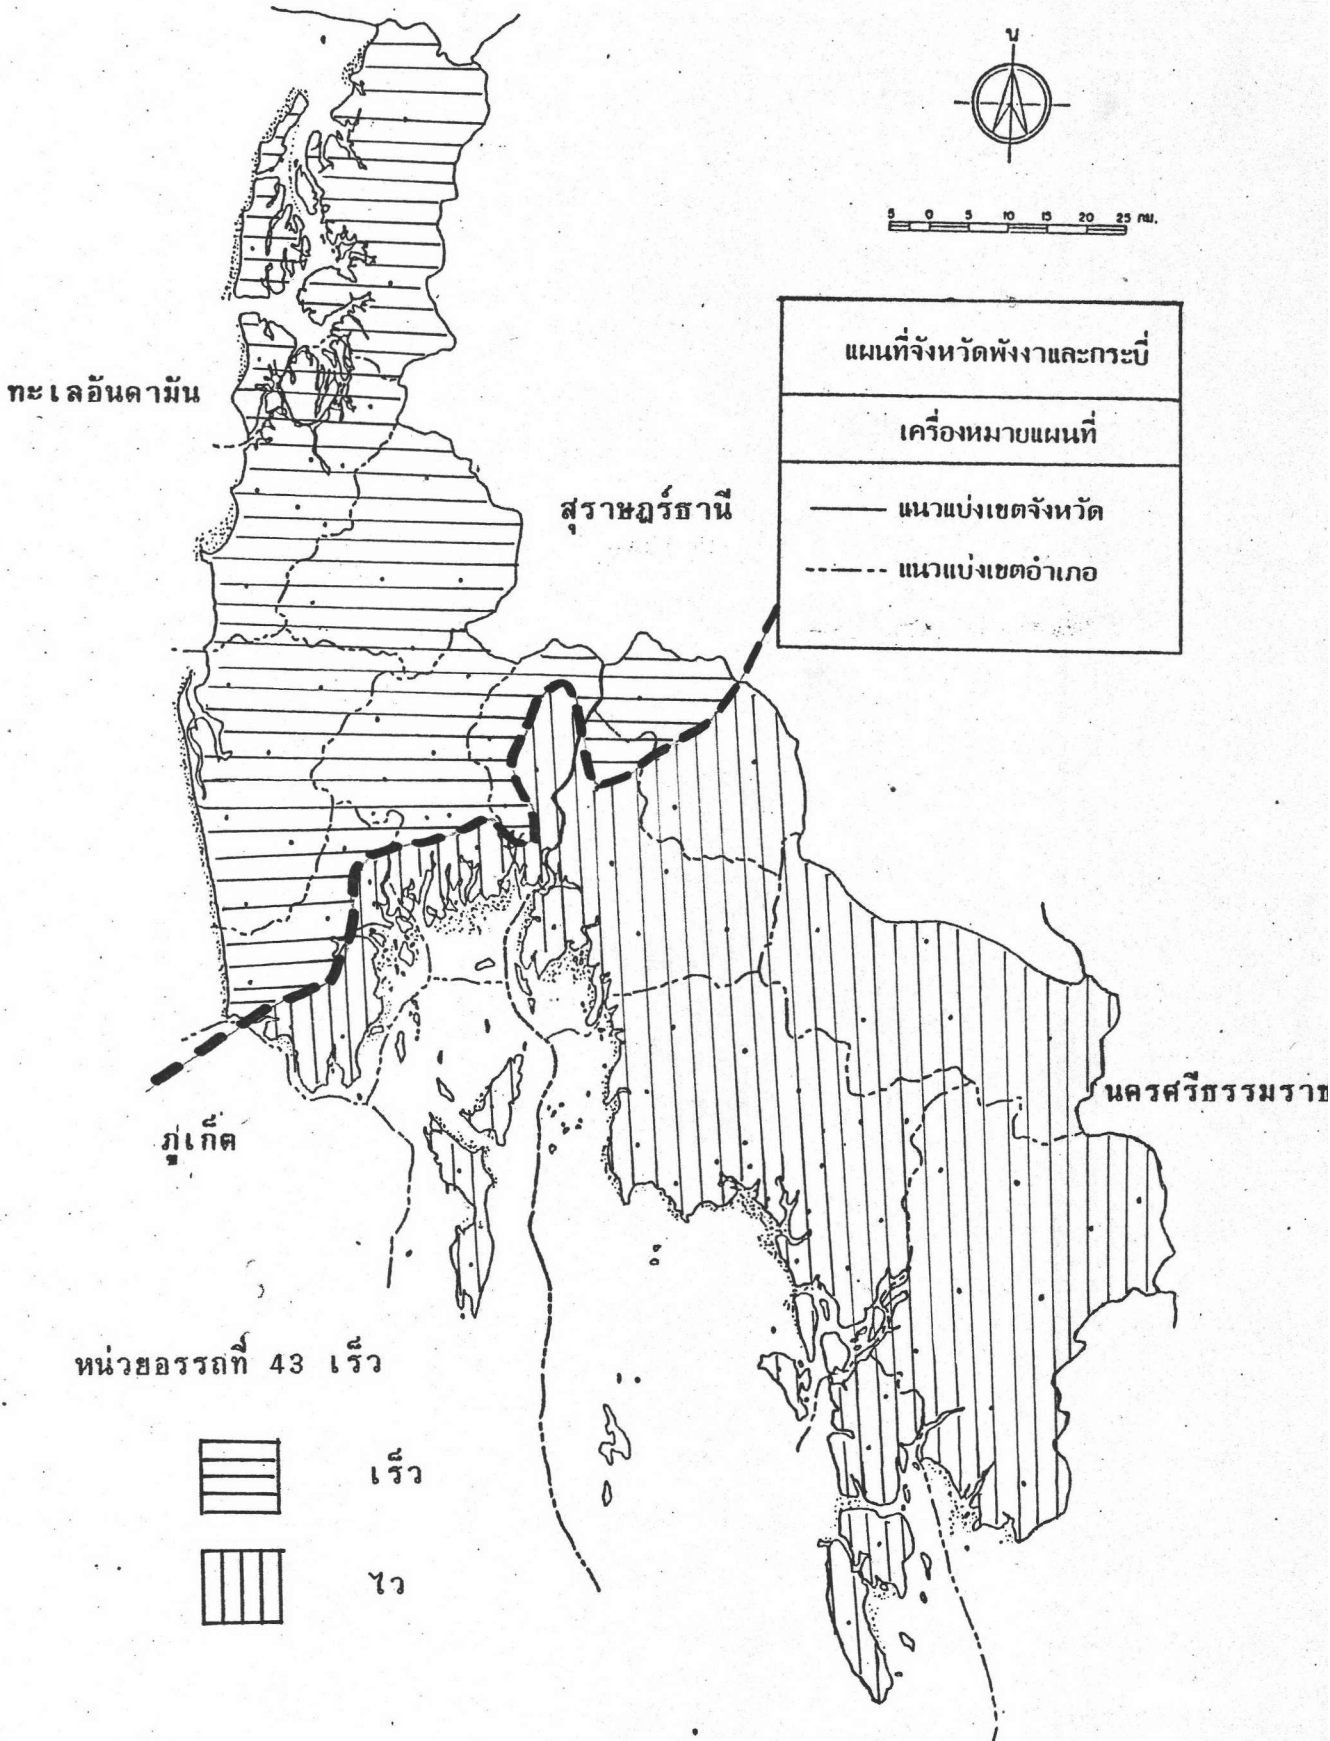 น
5 0 5 10 15 20 25 กม.
แผนที่จังหวัดพังงาและกระบี่
เครื่องหมายแผนที่
แนวแบ่งเขตจังหวัด
แนวแบ่งเขตอำเภอ
ทะเลอันดามัน
สุราษฎร์ธานี
นครศรีธรรมราช
ภูเก็ต
หน่วยอรรถที่ 43 เร็ว
เร็ว
ไว